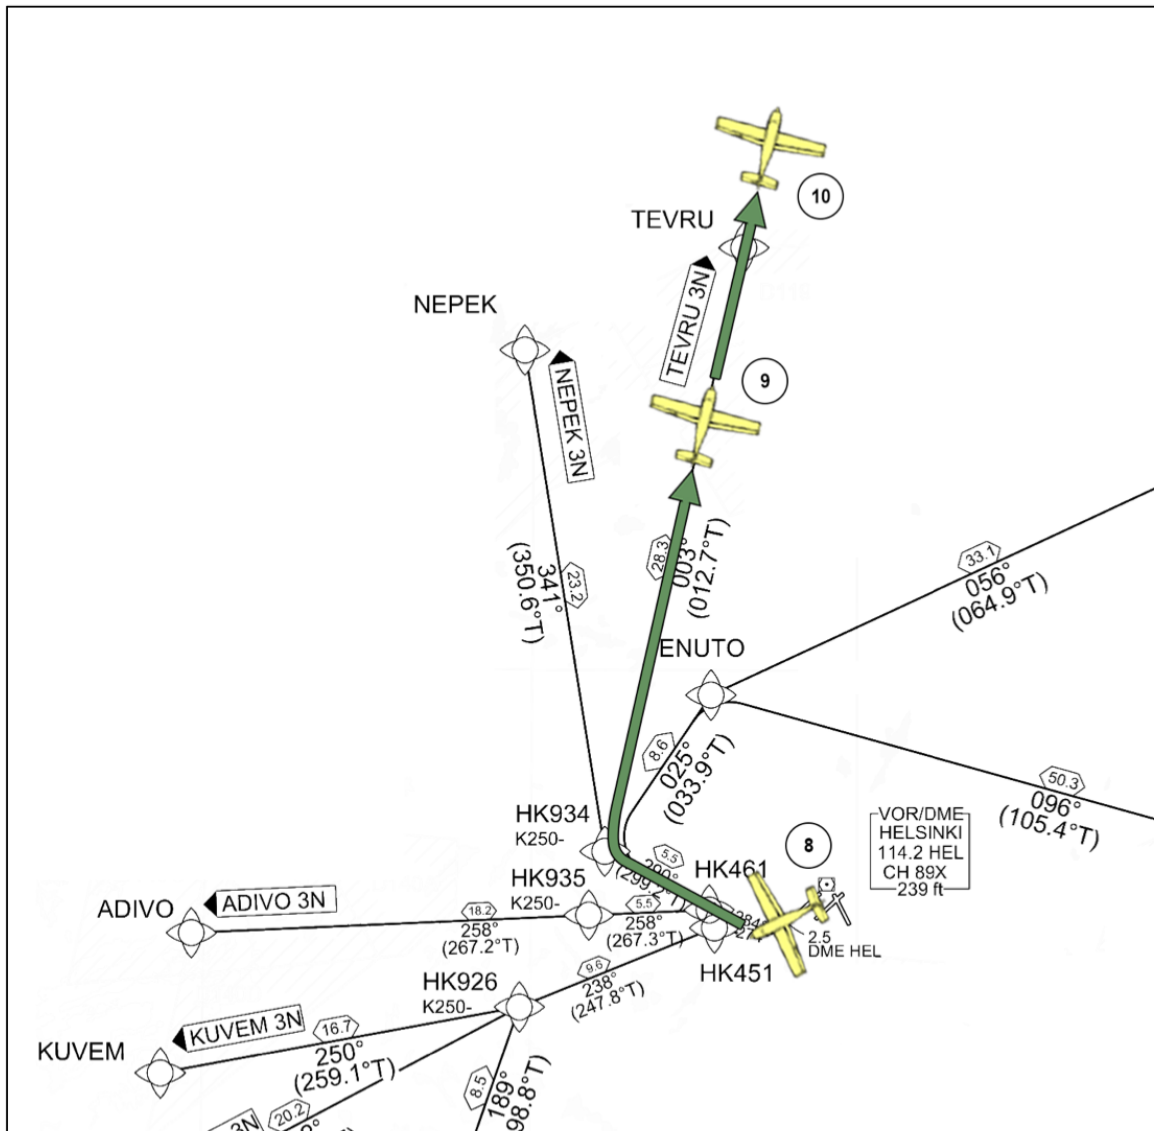 10
TEVRU
TEVRU 3N
NEPEK
9
NEPEK 3N
28.3
003°
(012.7°T)
341°
(350.6°T)
23.2
33.1
056°
(064.9°T)
ENUTO
8.6
025°
(033.9°T)
50.3
096°
(105.4°T)
HK934
K250-
5.5
VOR/DME
HELSINKI
114.2 HEL
CH 89X
239 ft
8
HK461
HK935
K250-
ADIVO
ADIVO 3N
18.2
258°
(267.2°T)
5.5
258°
(267.3°T)
2.5
DME HEL
HK451
HK926
K250-
9.6
238°
(247.8°T)
KUVEM
KUVEM 3N
16.7
250°
(259.1°T)
8.5
189°
98.8°T)
20.2
3N